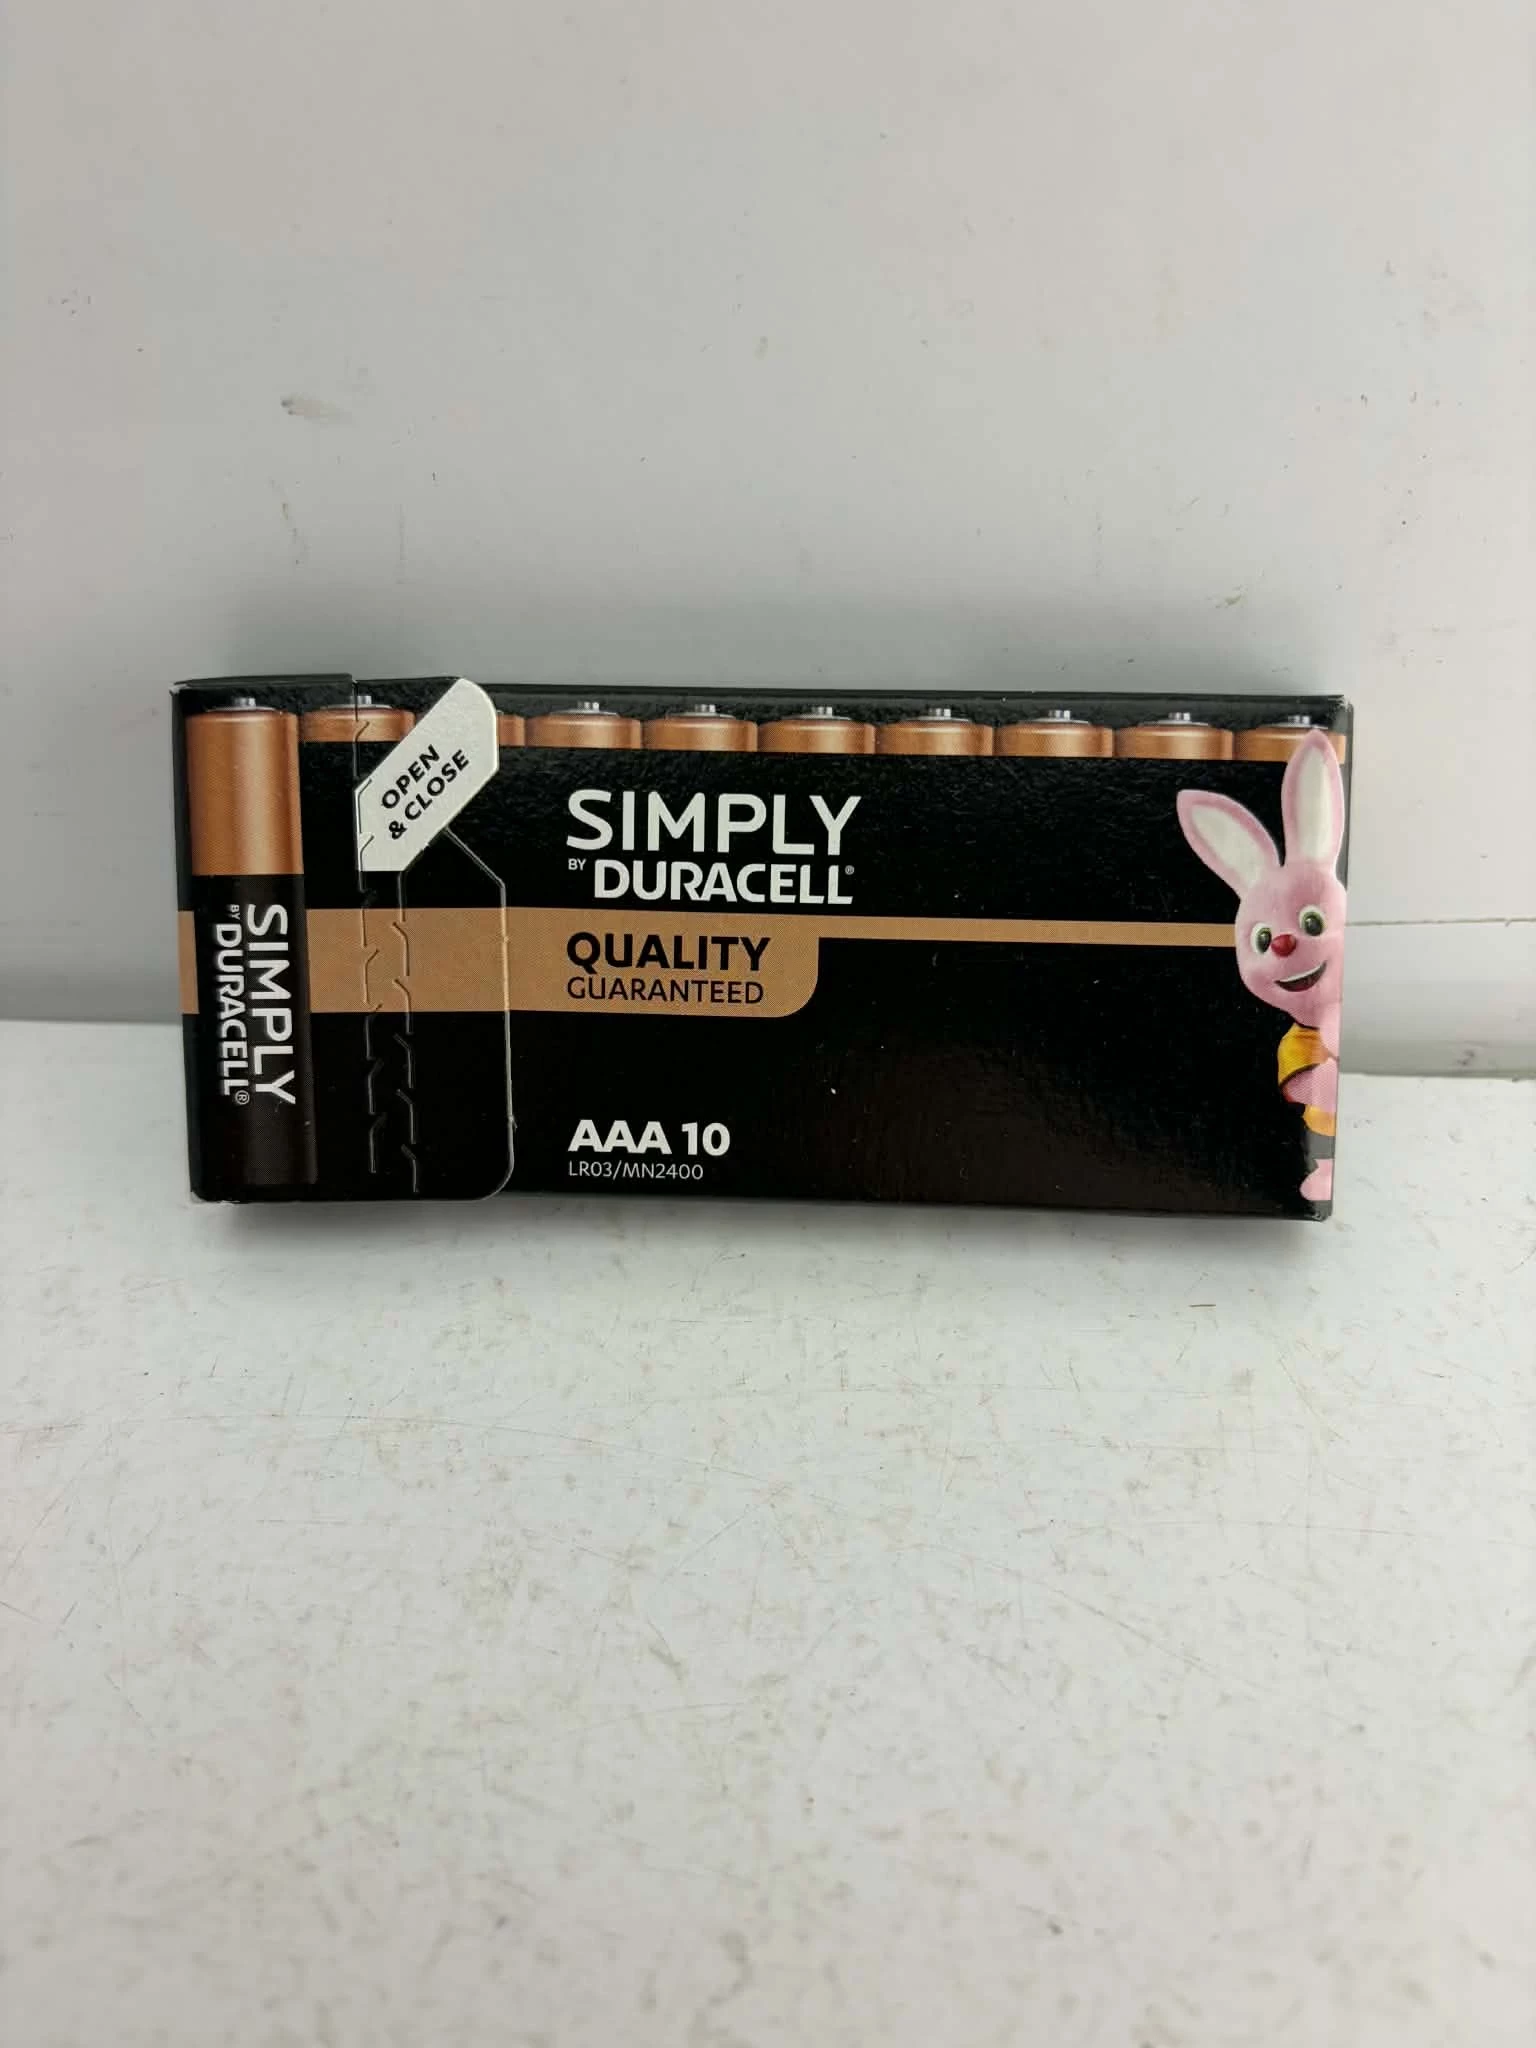 OPEN
& CLOSE
SIMPLY
BY DURACELL®
SIMPLY
BY DURACELL®
QUALITY
GUARANTEED
AAA 10
LR03/MN2400